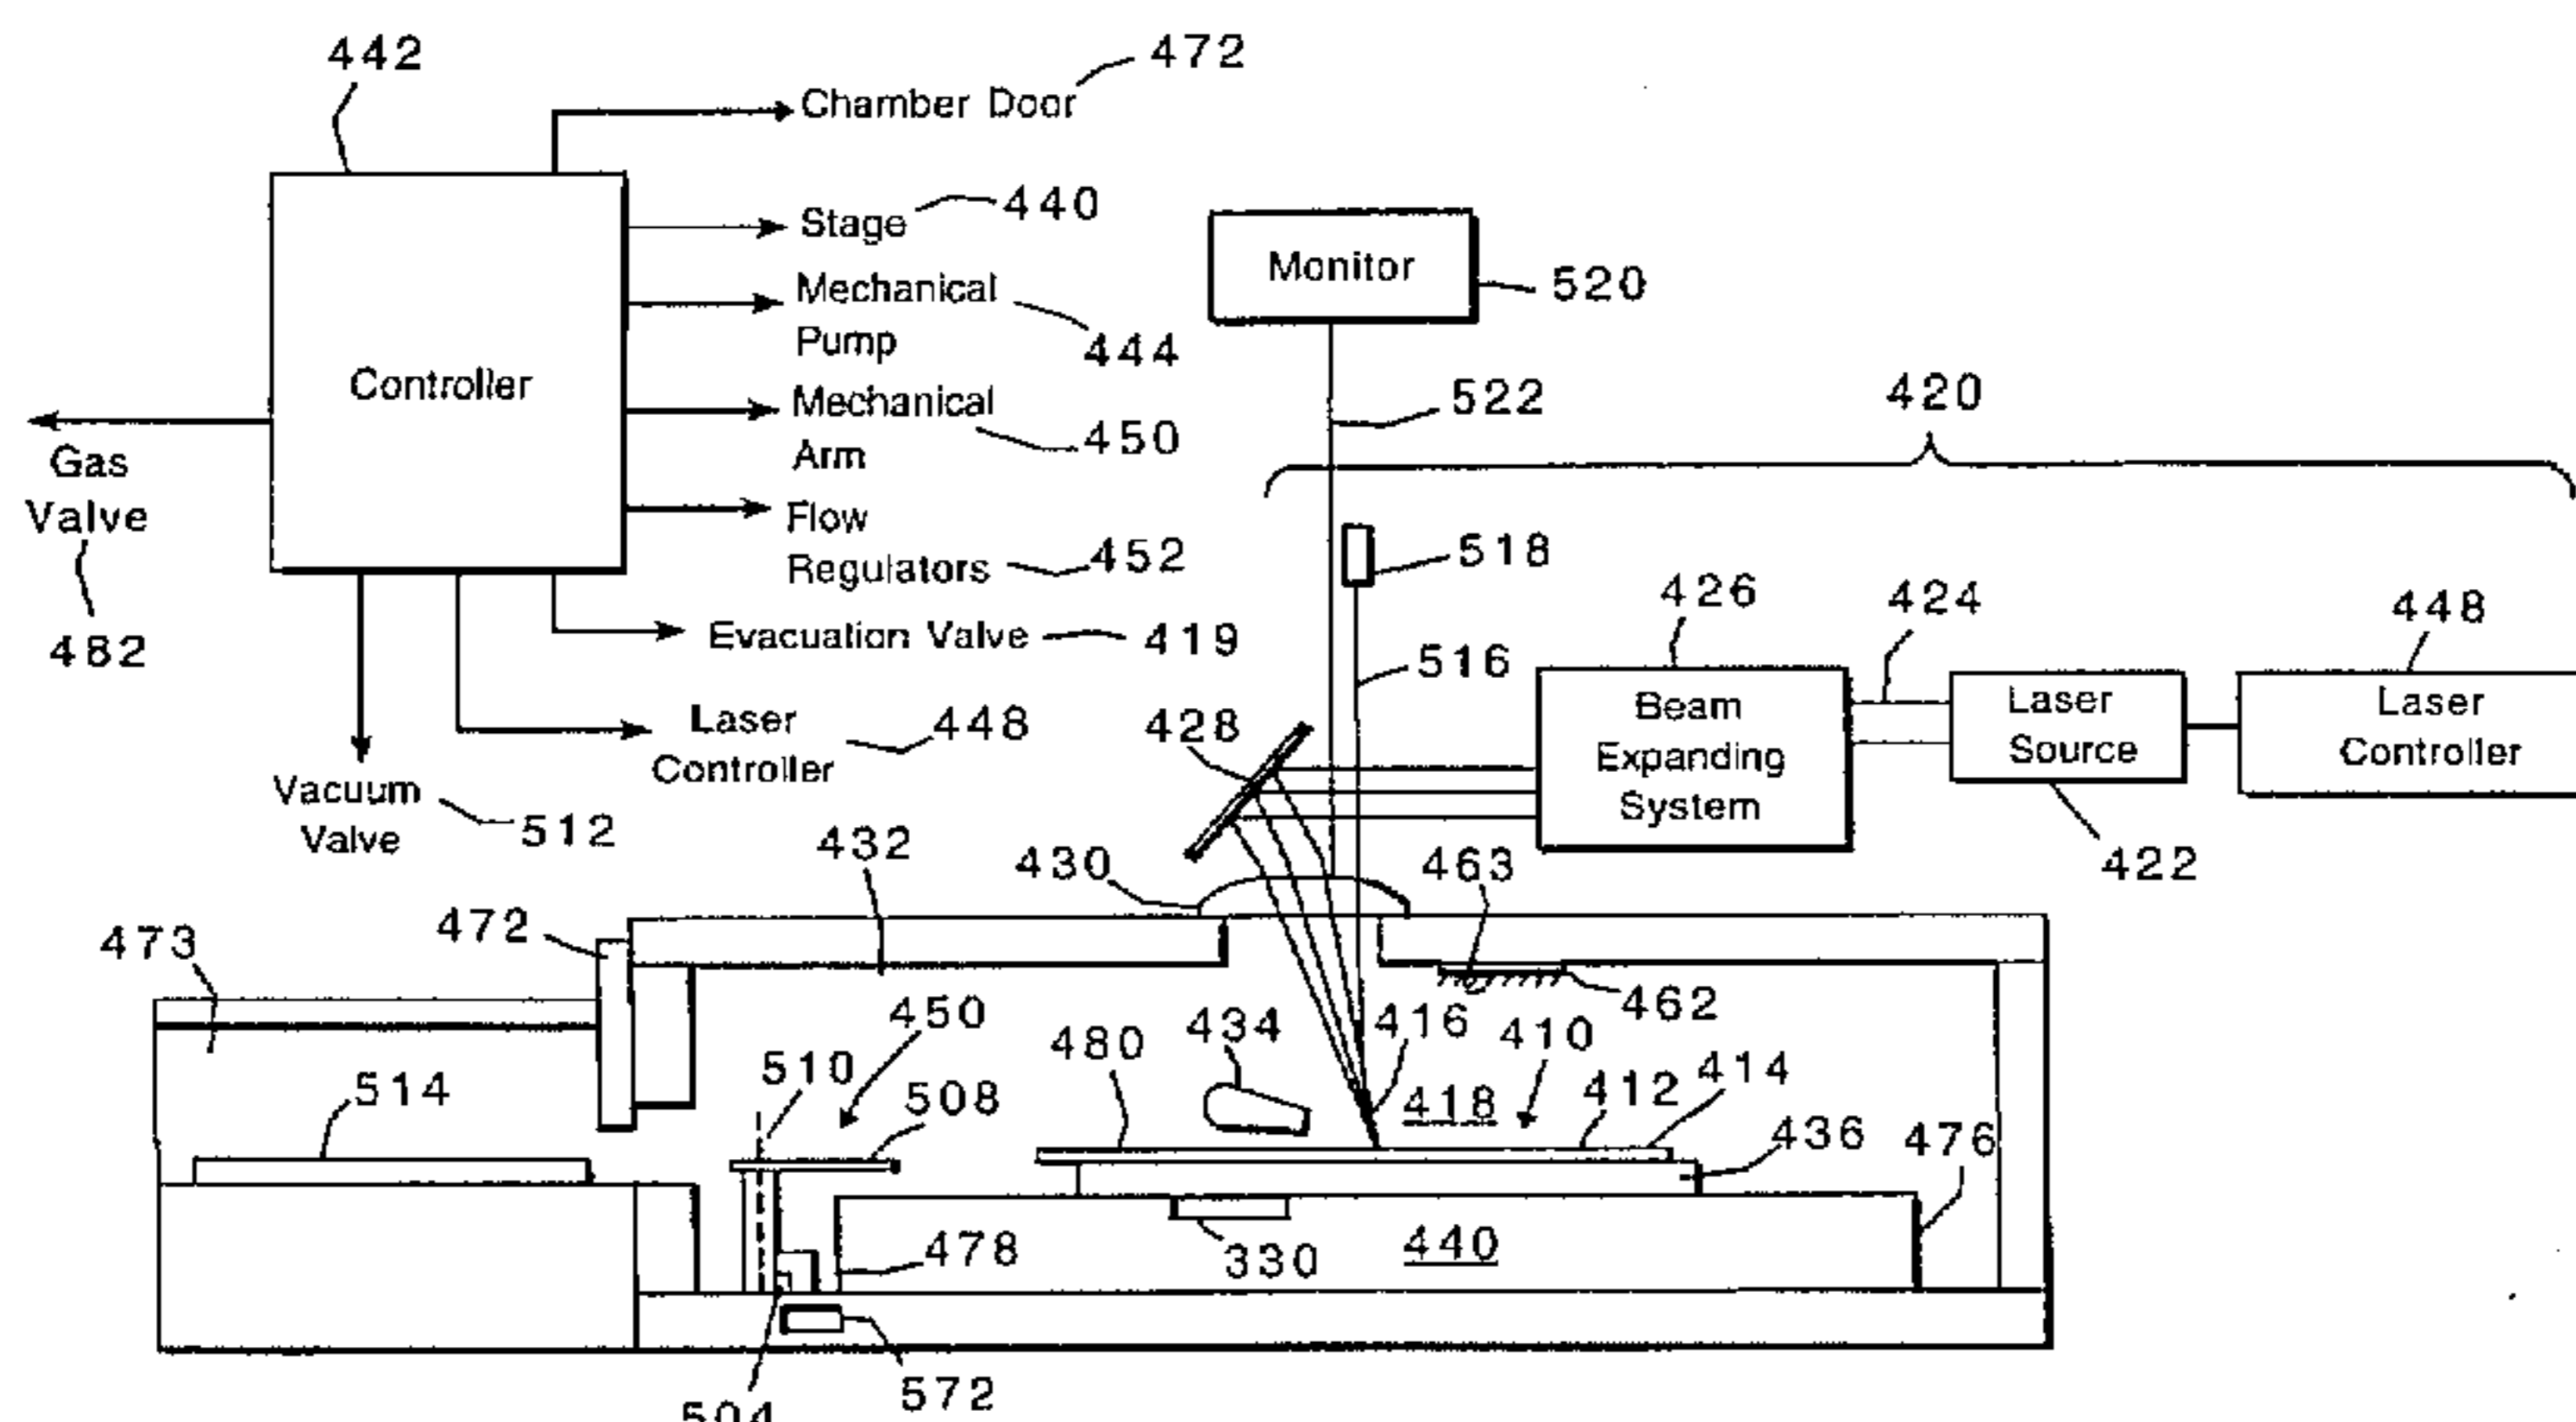 442
472
Chamber Door
Stage
440
Mechanical
Pump
444
Controller
Mechanical
Arm
450
Gas
Valve
482
Flow
Regulators
452
Evacuation Valve
419
Laser
Controller
448
Vacuum
Valve
512
Monitor
520
522
420
518
516
426
424
448
Beam
Expanding
System
Laser
Source
Laser
Controller
422
428
432
430
463
473
472
450
434
416
410
462
480
510
508
418
412
414
436
476
514
478
330
440
572
504